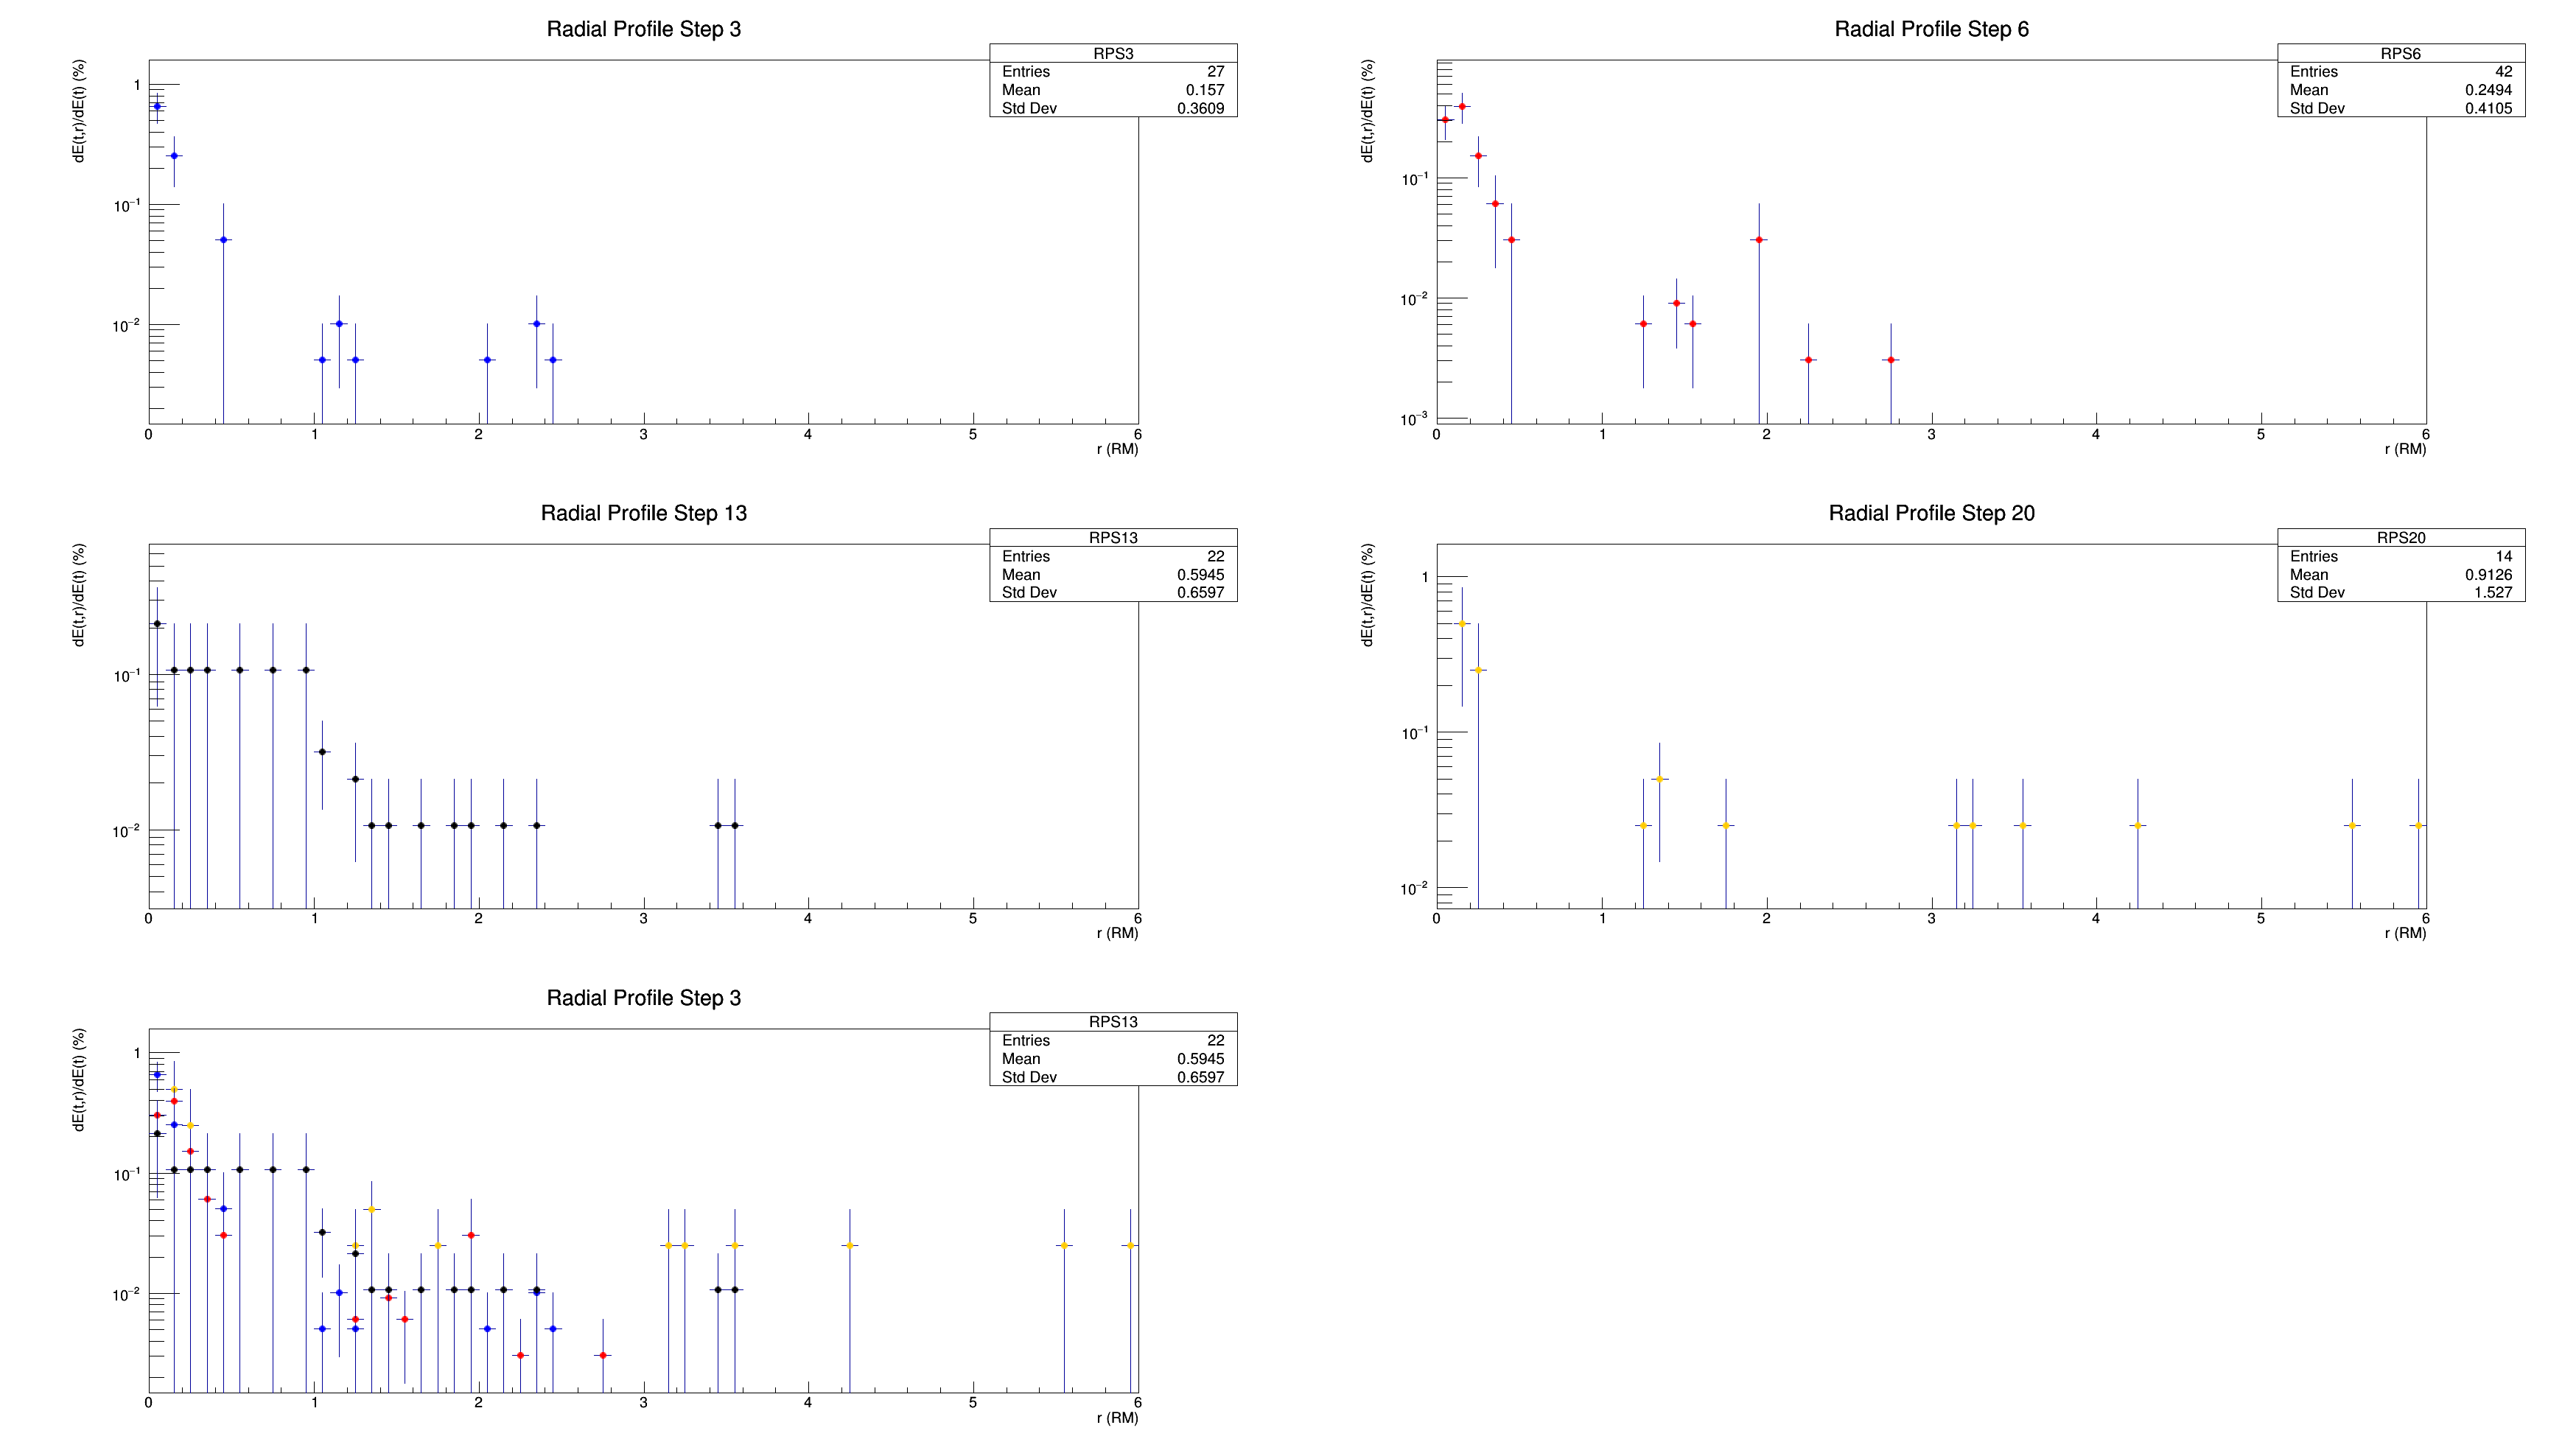 Radial Profile Step 3
dE(t,r)/dE(t) (%)
RPS3
Entries 27
Mean 0.157
Std Dev 0.3609
1
10⁻¹
10⁻²
0 1 2 3 4 5 6
r (RM)
Radial Profile Step 6
dE(t,r)/dE(t) (%)
RPS6
Entries 42
Mean 0.2494
Std Dev 0.4105
10⁻¹
10⁻²
10⁻³
0 1 2 3 4 5 6
r (RM)
Radial Profile Step 13
dE(t,r)/dE(t) (%)
RPS13
Entries 22
Mean 0.5945
Std Dev 0.6597
10⁻¹
10⁻²
0 1 2 3 4 5 6
r (RM)
Radial Profile Step 20
dE(t,r)/dE(t) (%)
RPS20
Entries 14
Mean 0.9126
Std Dev 1.527
1
10⁻¹
10⁻²
0 1 2 3 4 5 6
r (RM)
Radial Profile Step 3
dE(t,r)/dE(t) (%)
RPS13
Entries 22
Mean 0.5945
Std Dev 0.6597
1
10⁻¹
10⁻²
0 1 2 3 4 5 6
r (RM)